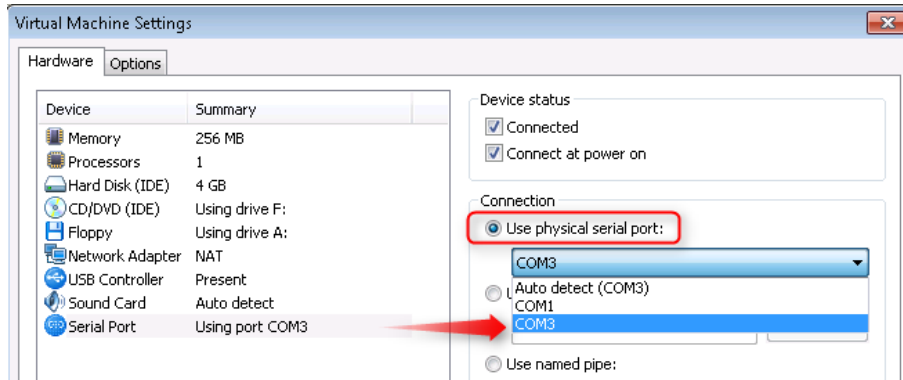 Virtual Machine Settings
Hardware Options
Device Summary
Memory 256 MB
Processors 1
Hard Disk (IDE) 4 GB
CD/DVD (IDE) Using drive F:
Floppy Using drive A:
Network Adapter NAT
USB Controller Present
Sound Card Auto detect
Serial Port Using port COM3
Device status
Connected
Connect at power on
Connection
Use physical serial port:
COM3
Auto detect (COM3)
COM1
COM3
Use named pipe: